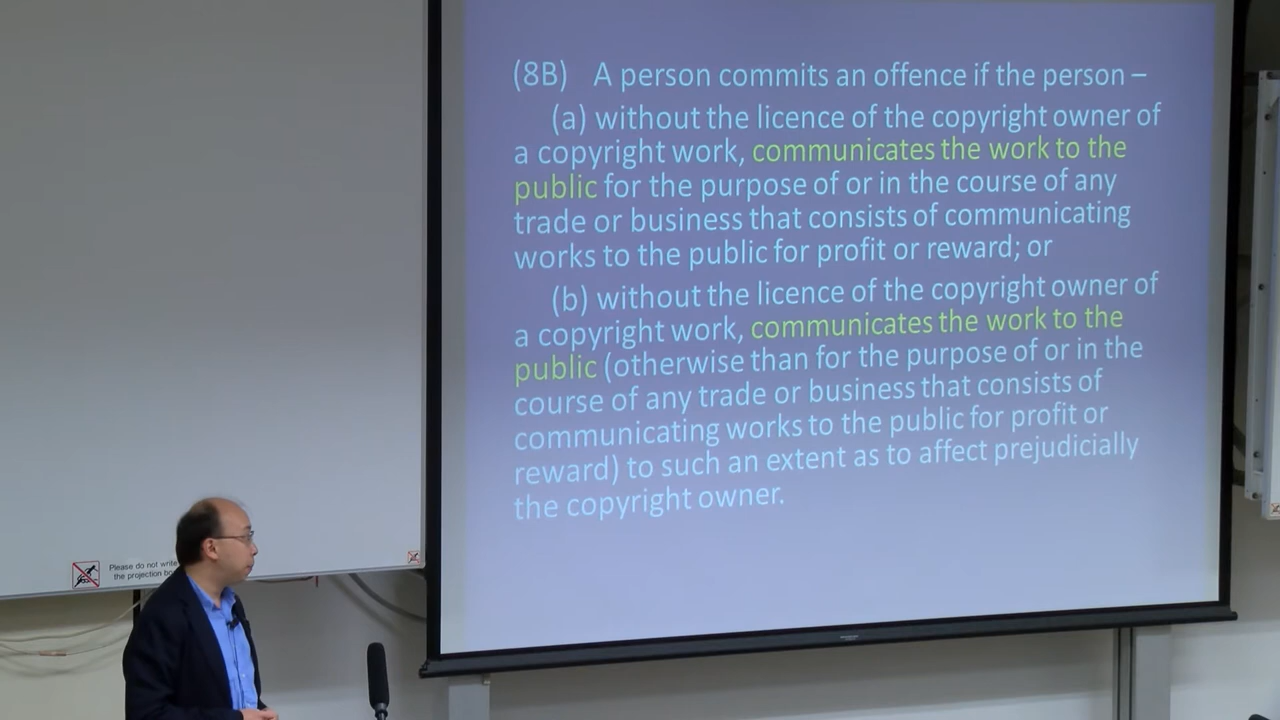 (8B) A person commits an offence if the person –
(a) without the licence of the copyright owner of
a copyright work, communicates the work to the
public for the purpose of or in the course of any
trade or business that consists of communicating
works to the public for profit or reward; or
(b) without the licence of the copyright owner of
a copyright work, communicates the work to the
public (otherwise than for the purpose of or in the
course of any trade or business that consists of
communicating works to the public for profit or
reward) to such an extent as to affect prejudicially
the copyright owner.
Please do not write
the projection